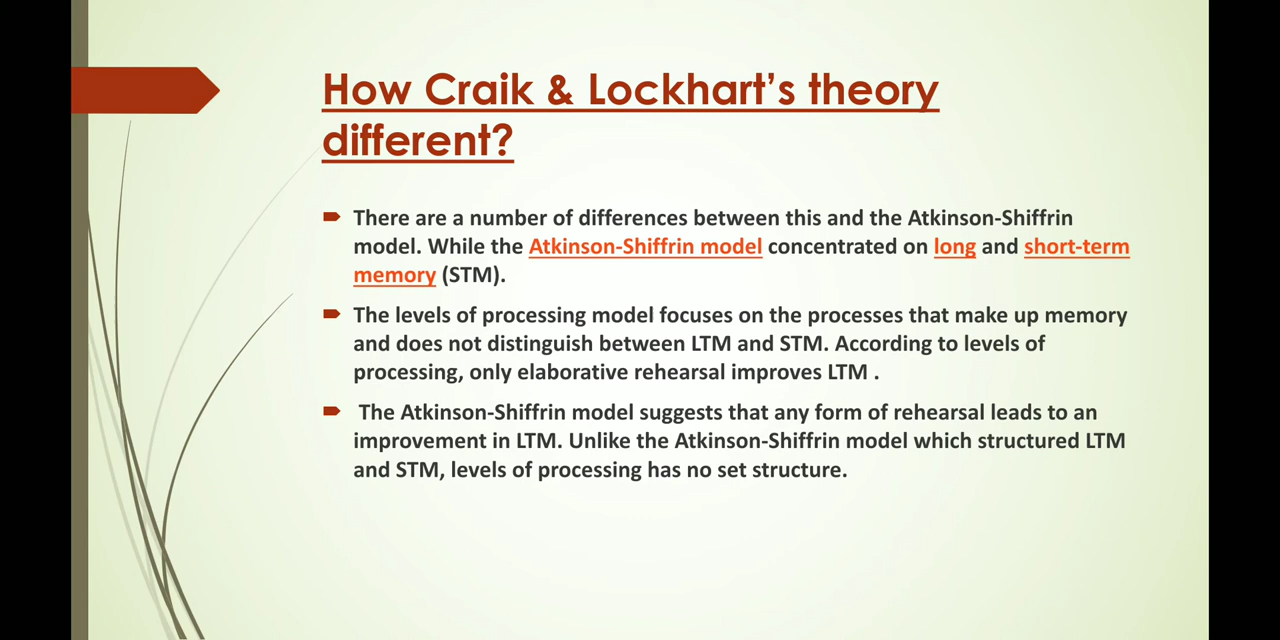 How Craik & Lockhart’s theory
different?
There are a number of differences between this and the Atkinson-Shiffrin
model. While the Atkinson-Shiffrin model concentrated on long and short-term
memory (STM).
The levels of processing model focuses on the processes that make up memory
and does not distinguish between LTM and STM. According to levels of
processing, only elaborative rehearsal improves LTM .
The Atkinson-Shiffrin model suggests that any form of rehearsal leads to an
improvement in LTM. Unlike the Atkinson-Shiffrin model which structured LTM
and STM, levels of processing has no set structure.